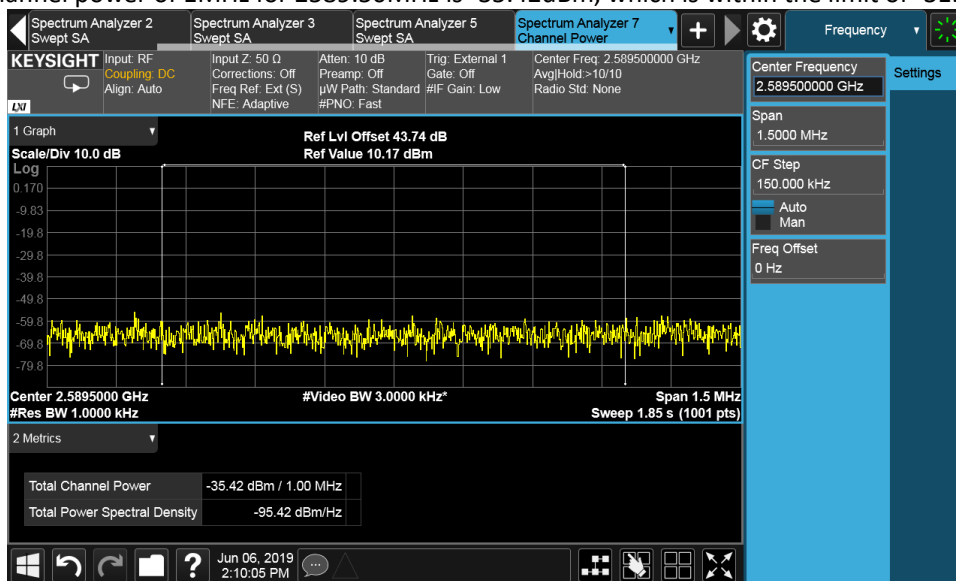 Spectrum Analyzer 2
Swept SA
Spectrum Analyzer 3
Swept SA
Spectrum Analyzer 5
Swept SA
Spectrum Analyzer 7
Channel Power
Frequency
KEYSIGHT
LXI
Input: RF
Coupling: DC
Align: Auto
Input Z: 50 Ω
Corrections: Off
Freq Ref: Ext (S)
NFE: Adaptive
Atten: 10 dB
Preamp: Off
µW Path: Standard
#PNO: Fast
Trig: External 1
Gate: Off
#IF Gain: Low
Center Freq: 2.589500000 GHz
Avg|Hold:>10/10
Radio Std: None
Center Frequency
2.589500000 GHz
Settings
Span
1.5000 MHz
CF Step
150.000 kHz
Auto
Man
Freq Offset
0 Hz
1 Graph
Scale/Div 10.0 dB
Ref Lvl Offset 43.74 dB
Ref Value 10.17 dBm
Log
0.170
-9.83
-19.8
-29.8
-39.8
-49.8
-59.8
-69.8
-79.8
Center 2.5895000 GHz
#Res BW 1.0000 kHz
#Video BW 3.0000 kHz*
Span 1.5 MHz
Sweep 1.85 s (1001 pts)
2 Metrics
Total Channel Power -35.42 dBm / 1.00 MHz
Total Power Spectral Density -95.42 dBm/Hz
?
Jun 06, 2019
2:10:05 PM